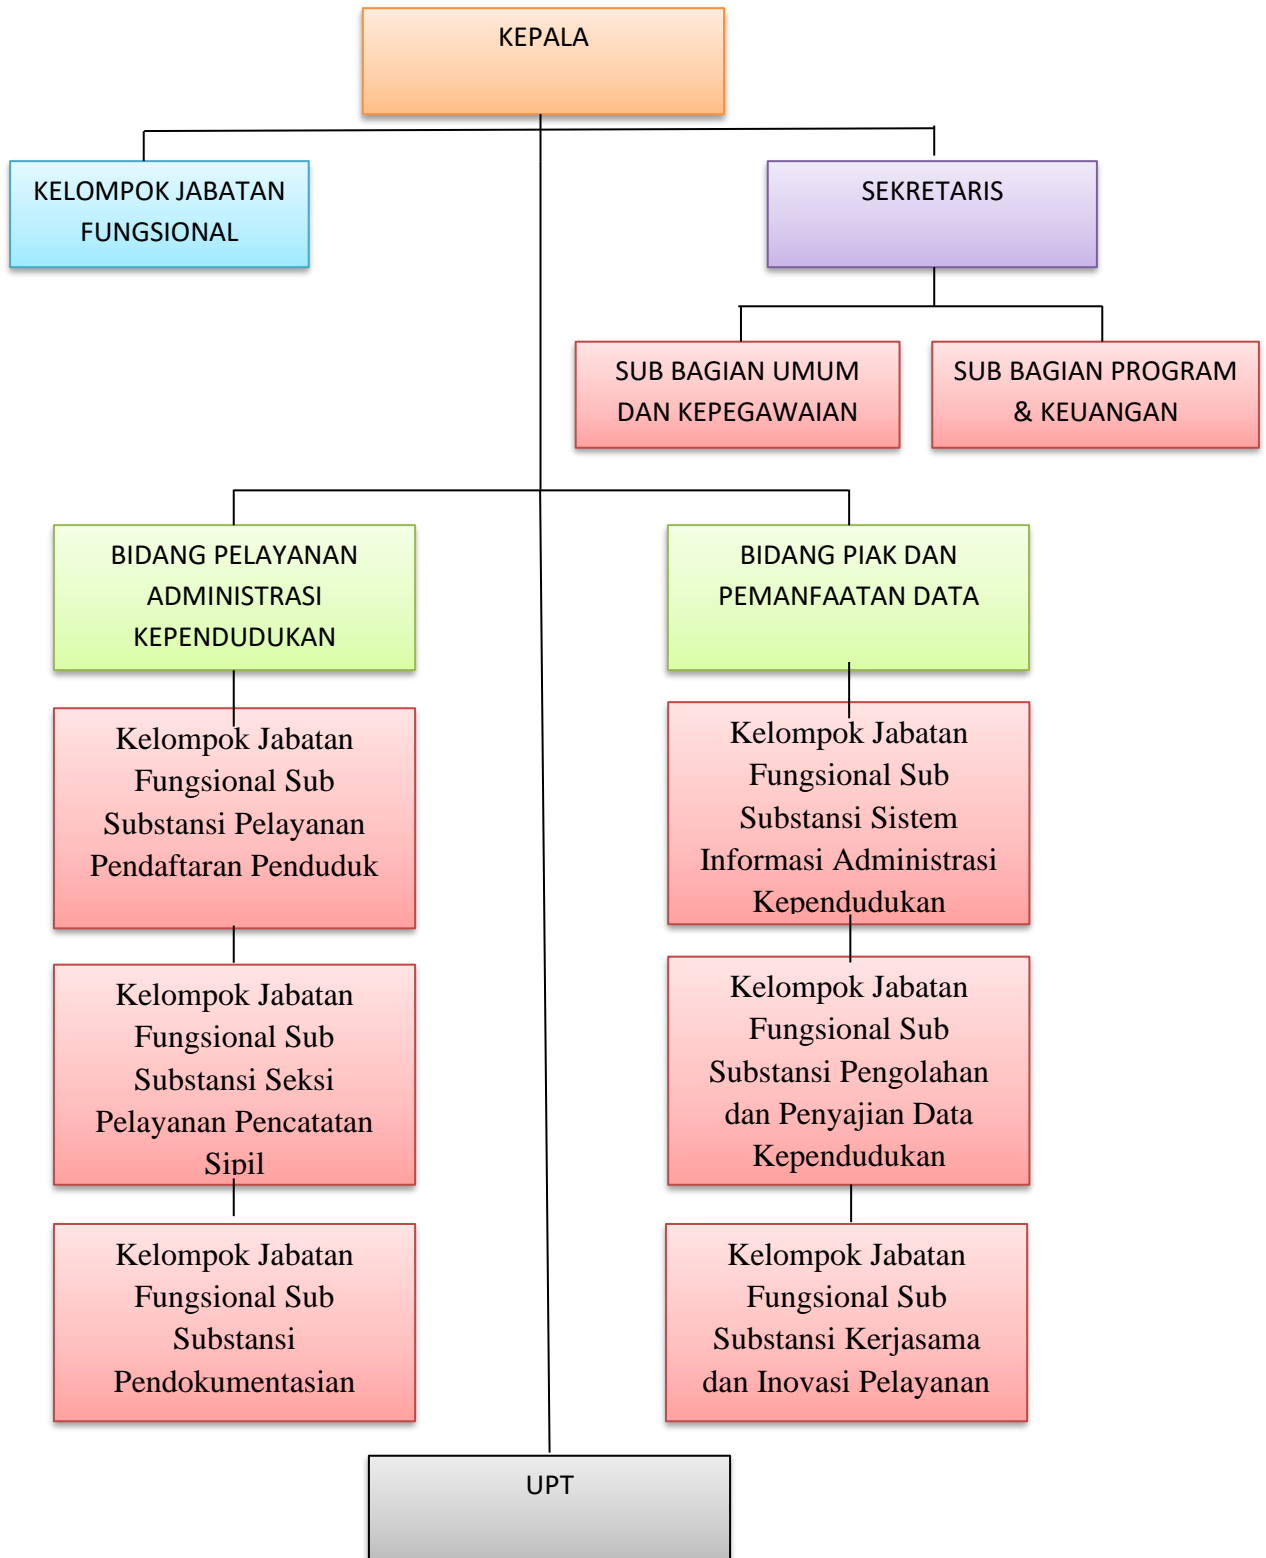 KEPALA
KELOMPOK JABATAN
FUNGSIONAL
SEKRETARIS
SUB BAGIAN UMUM
DAN KEPEGAWAIAN
SUB BAGIAN PROGRAM
& KEUANGAN
BIDANG PELAYANAN
ADMINISTRASI
KEPENDUDUKAN
BIDANG PIAK DAN
PEMANFAATAN DATA
Kelompok Jabatan
Fungsional Sub
Substansi Pelayanan
Pendaftaran Penduduk
Kelompok Jabatan
Fungsional Sub
Substansi Sistem
Informasi Administrasi
Kependudukan
Kelompok Jabatan
Fungsional Sub
Substansi Seksi
Pelayanan Pencatatan
Sipil
Kelompok Jabatan
Fungsional Sub
Substansi Pengolahan
dan Penyajian Data
Kependudukan
Kelompok Jabatan
Fungsional Sub
Substansi
Pendokumentasian
Kelompok Jabatan
Fungsional Sub
Substansi Kerjasama
dan Inovasi Pelayanan
UPT